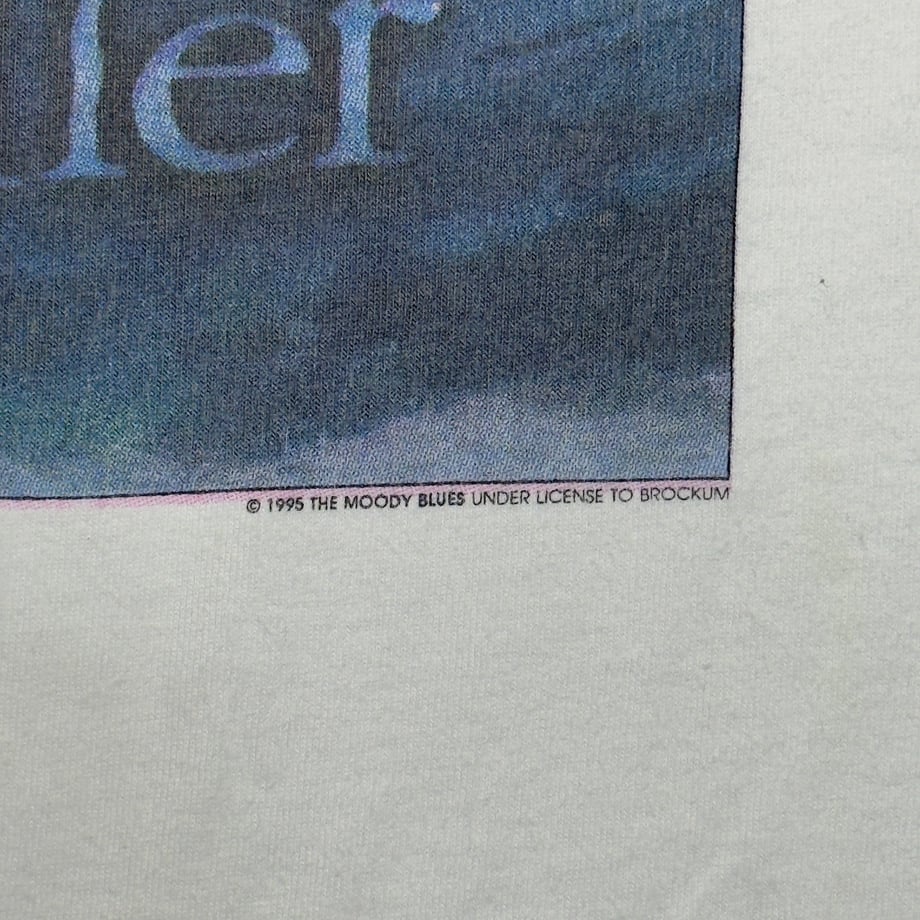 ler
© 1995 THE MOODY BLUES UNDER LICENSE TO BROCKUM